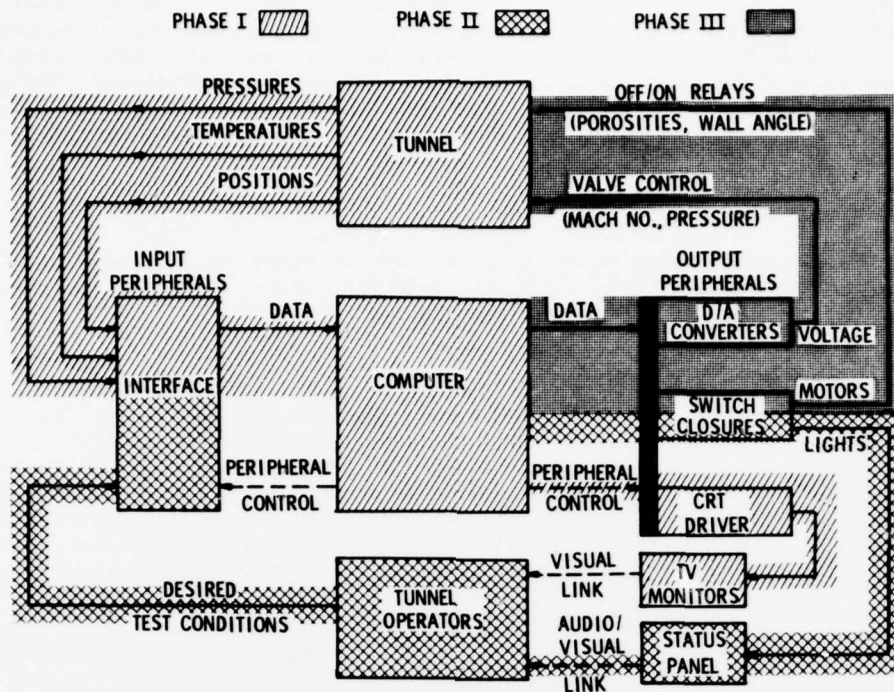 PHASE I
PHASE II
PHASE III
PRESSURES
TEMPERATURES
POSITIONS
TUNNEL
OFF/ON RELAYS
(POROSITIES, WALL ANGLE)
VALVE CONTROL
(MACH NO., PRESSURE)
INPUT
PERIPHERALS
OUTPUT
PERIPHERALS
DATA
DATA
D/A
CONVERTERS
VOLTAGE
INTERFACE
COMPUTER
MOTORS
SWITCH
CLOSURES
LIGHTS
PERIPHERAL
CONTROL
PERIPHERAL
CONTROL
CRT
DRIVER
VISUAL
LINK
TV
MONITORS
DESIRED
TEST CONDITIONS
TUNNEL
OPERATORS
AUDIO/
VISUAL
LINK
STATUS
PANEL